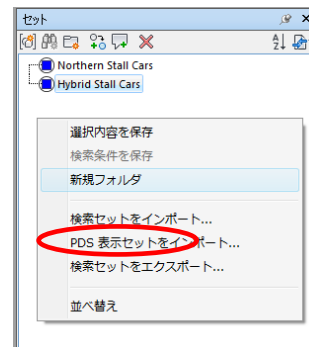 セット
Northern Stall Cars
Hybrid Stall Cars
選択内容を保存
検索条件を保存
新規フォルダ
検索セットをインポート...
PDS 表示セットをインポート...
検索セットをエクスポート...
並べ替え